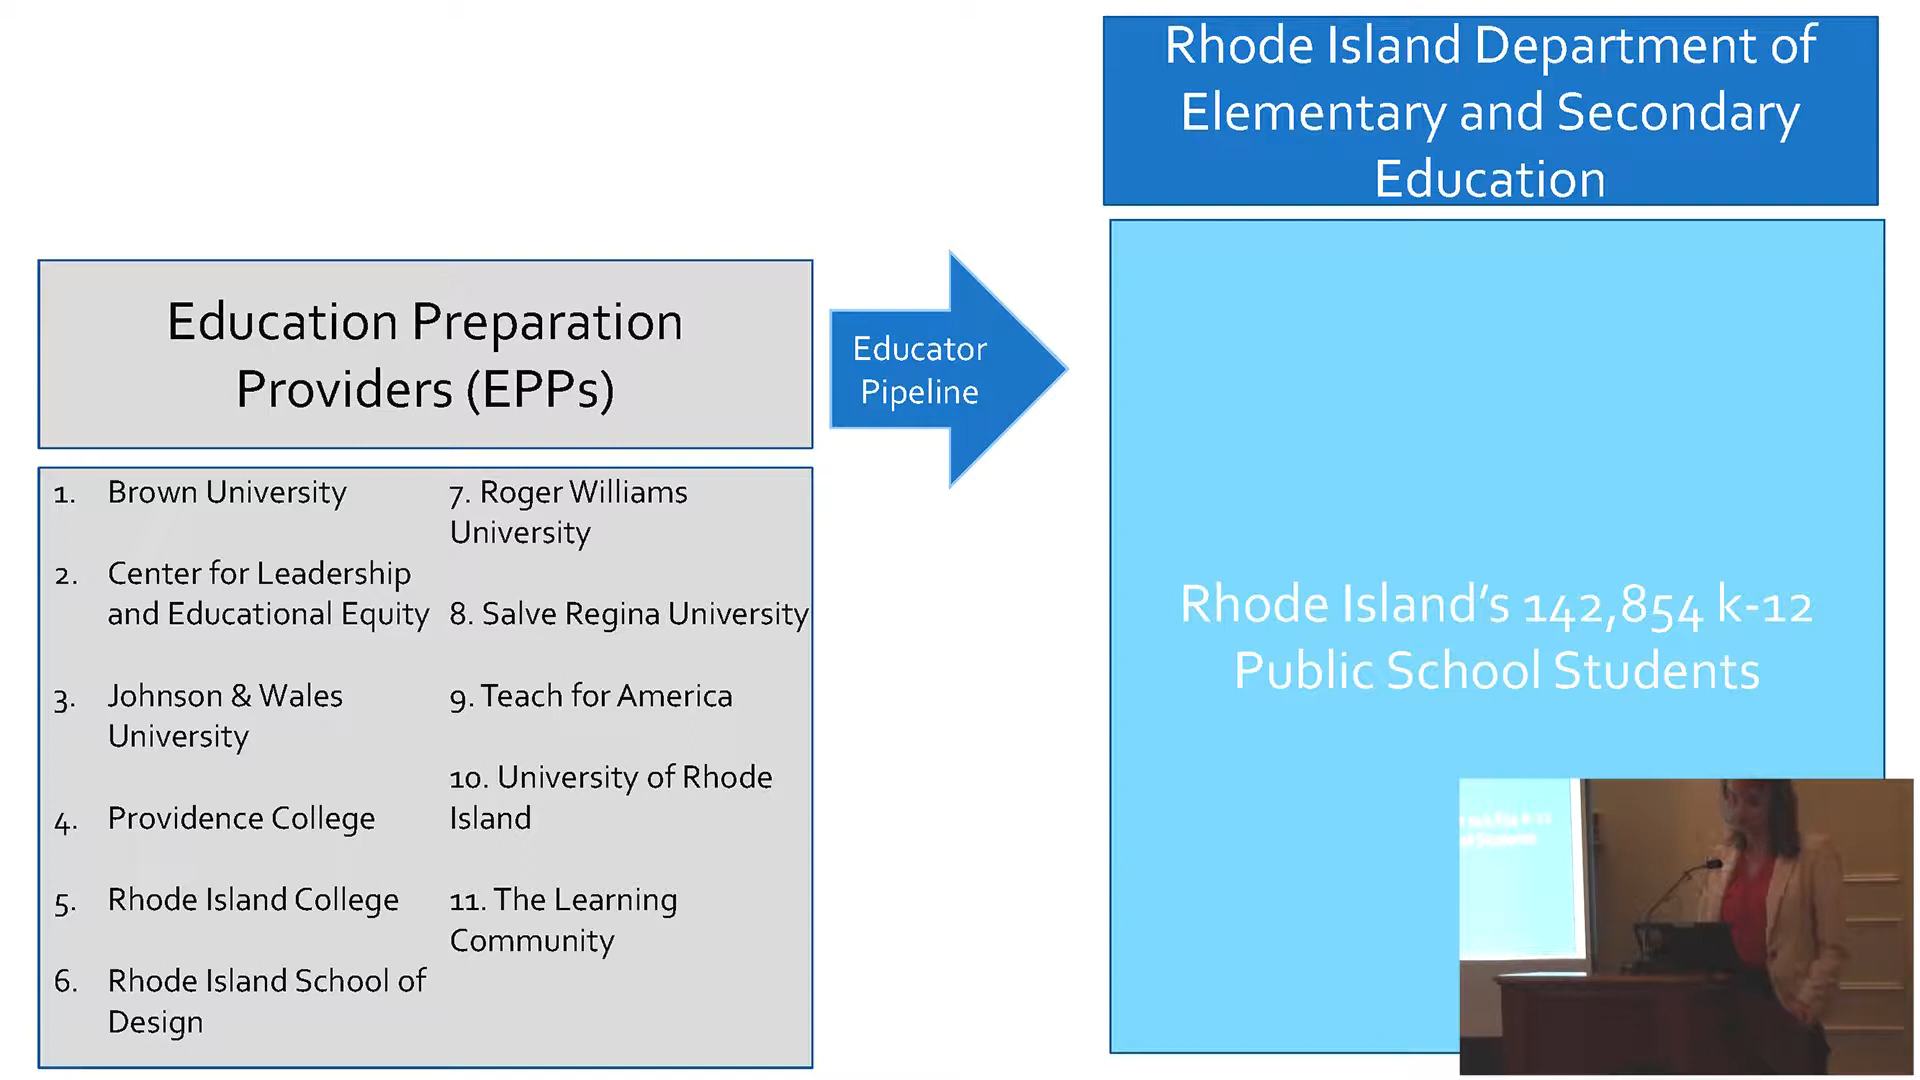 Rhode Island Department of
Elementary and Secondary
Education
Education Preparation
Providers (EPPs)
Educator
Pipeline
1. Brown University
2. Center for Leadership
and Educational Equity
3. Johnson & Wales
University
4. Providence College
5. Rhode Island College
6. Rhode Island School of
Design
7. Roger Williams
University
8. Salve Regina University
9. Teach for America
10. University of Rhode
Island
11. The Learning
Community
Rhode Island's 142,854 k-12
Public School Students